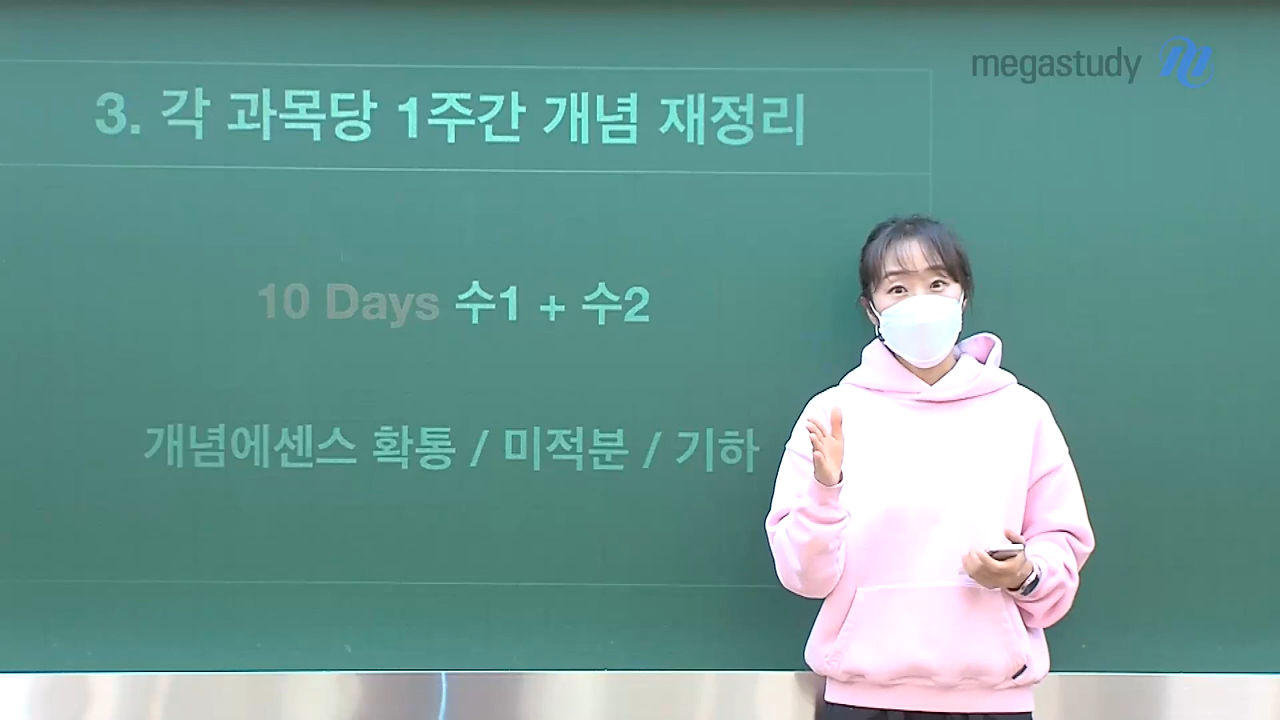 megastudy
3. 각 과목당 1주간 개념 재정리
10 Days 수1 + 수2
개념에센스 확통 / 미적분 / 기하